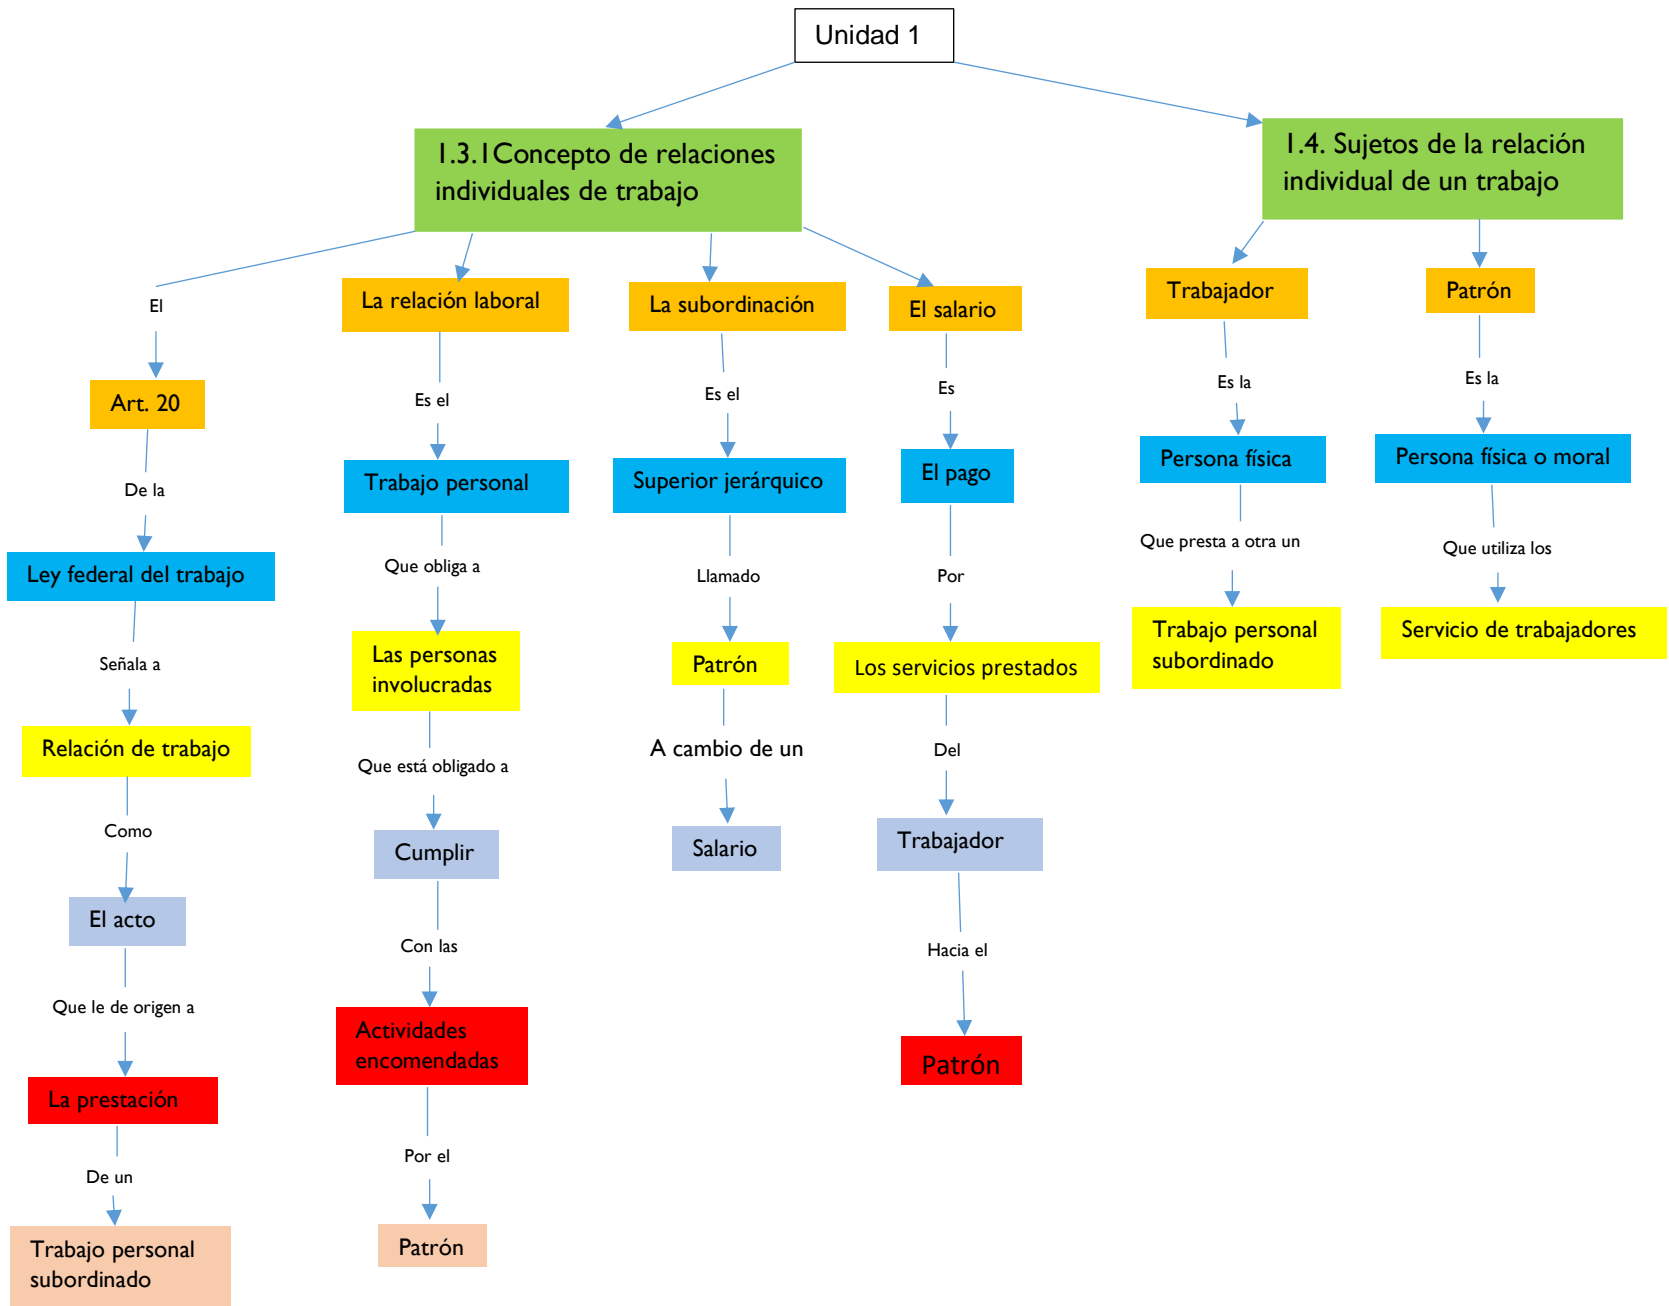 Unidad 1
1.3.1Concepto de relaciones
individuales de trabajo
El
Art. 20
De la
Ley federal del trabajo
Señala a
Relación de trabajo
Como
El acto
Que le de origen a
La prestación
De un
Trabajo personal
subordinado
La relación laboral
Es el
Trabajo personal
Que obliga a
Las personas
involucradas
Que está obligado a
Cumplir
Con las
Actividades
encomendadas
Por el
Patrón
La subordinación
Es el
Superior jerárquico
Llamado
Patrón
A cambio de un
Salario
El salario
Es
El pago
Por
Los servicios prestados
Del
Trabajador
Hacia el
Patrón
1.4. Sujetos de la relación
individual de un trabajo
Trabajador
Es la
Persona física
Que presta a otra un
Trabajo personal
subordinado
Patrón
Es la
Persona física o moral
Que utiliza los
Servicio de trabajadores